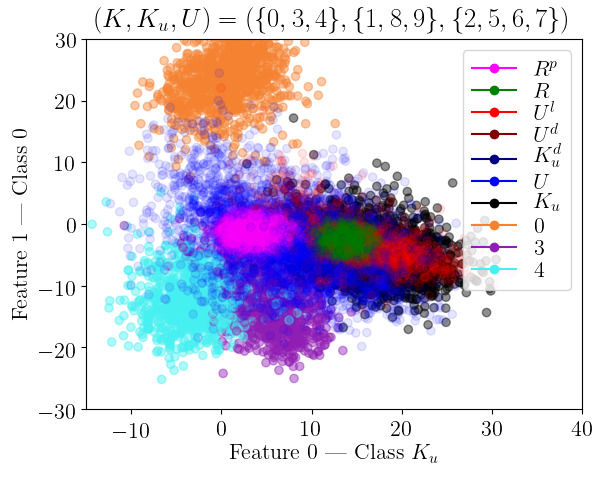 (K, K_u, U) = ({0, 3, 4}, {1, 8, 9}, {2, 5, 6, 7})
30
20
10
0
−10
−20
−30
Feature 1 — Class 0
R^p
R
U^l
U^d
K_u^d
U
K_u
0
3
4
−10
0
10
20
30
40
Feature 0 — Class K_u